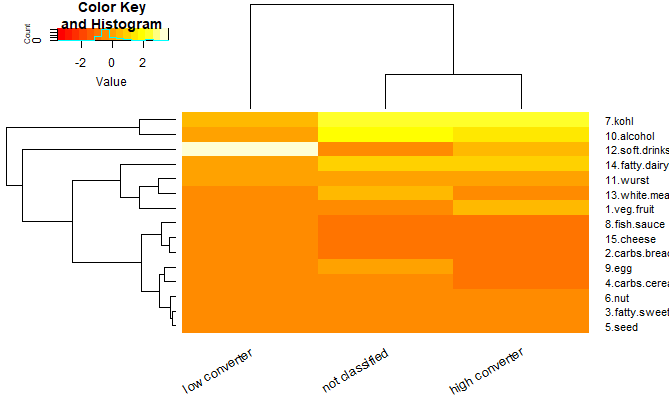 Color Key
and Histogram
Count
0
-2 0 2
Value
7.kohl
10.alcohol
12.soft.drinks
14.fatty.dairy
11.wurst
13.white.mea
1.veg.fruit
8.fish.sauce
15.cheese
2.carbs.bread
9.egg
4.carbs.cerea
6.nut
3.fatty.sweet
5.seed
low converter
not classified
high converter